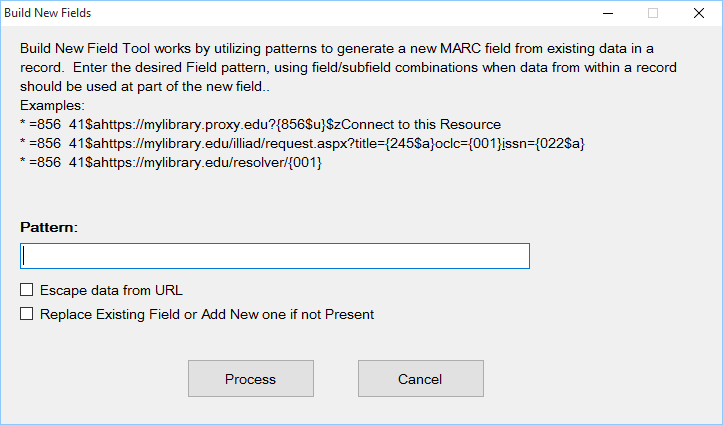 Build New Fields
Build New Field Tool works by utilizing patterns to generate a new MARC field from existing data in a
record.  Enter the desired Field pattern, using field/subfield combinations when data from within a record
should be used at part of the new field..
Examples:
* =856  41$ahttps://mylibrary.proxy.edu?{856$u}$zConnect to this Resource
* =856  41$ahttps://mylibrary.edu/illiad/request.aspx?title={245$a}oclc={001}issn={022$a}
* =856  41$ahttps://mylibrary.edu/resolver/{001}
Pattern:
Escape data from URL
Replace Existing Field or Add New one if not Present
Process
Cancel